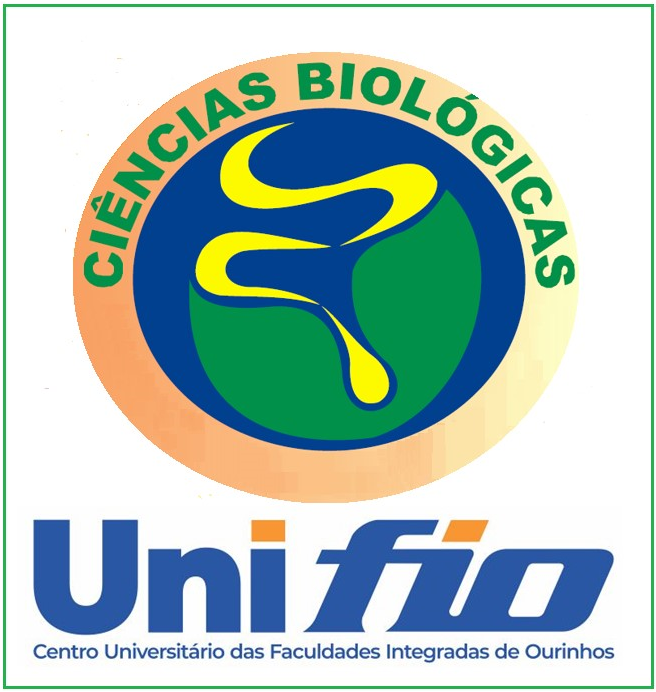 CIÊNCIAS BIOLÓGICAS
Unifio
Centro Universitário das Faculdades Integradas de Ourinhos